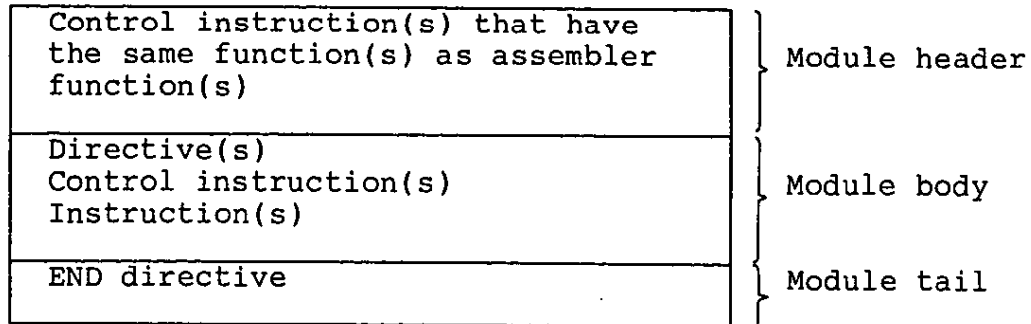 Control instruction(s) that have
the same function(s) as assembler
function(s)
Module header
Directive(s)
Control instruction(s)
Instruction(s)
Module body
END directive
Module tail